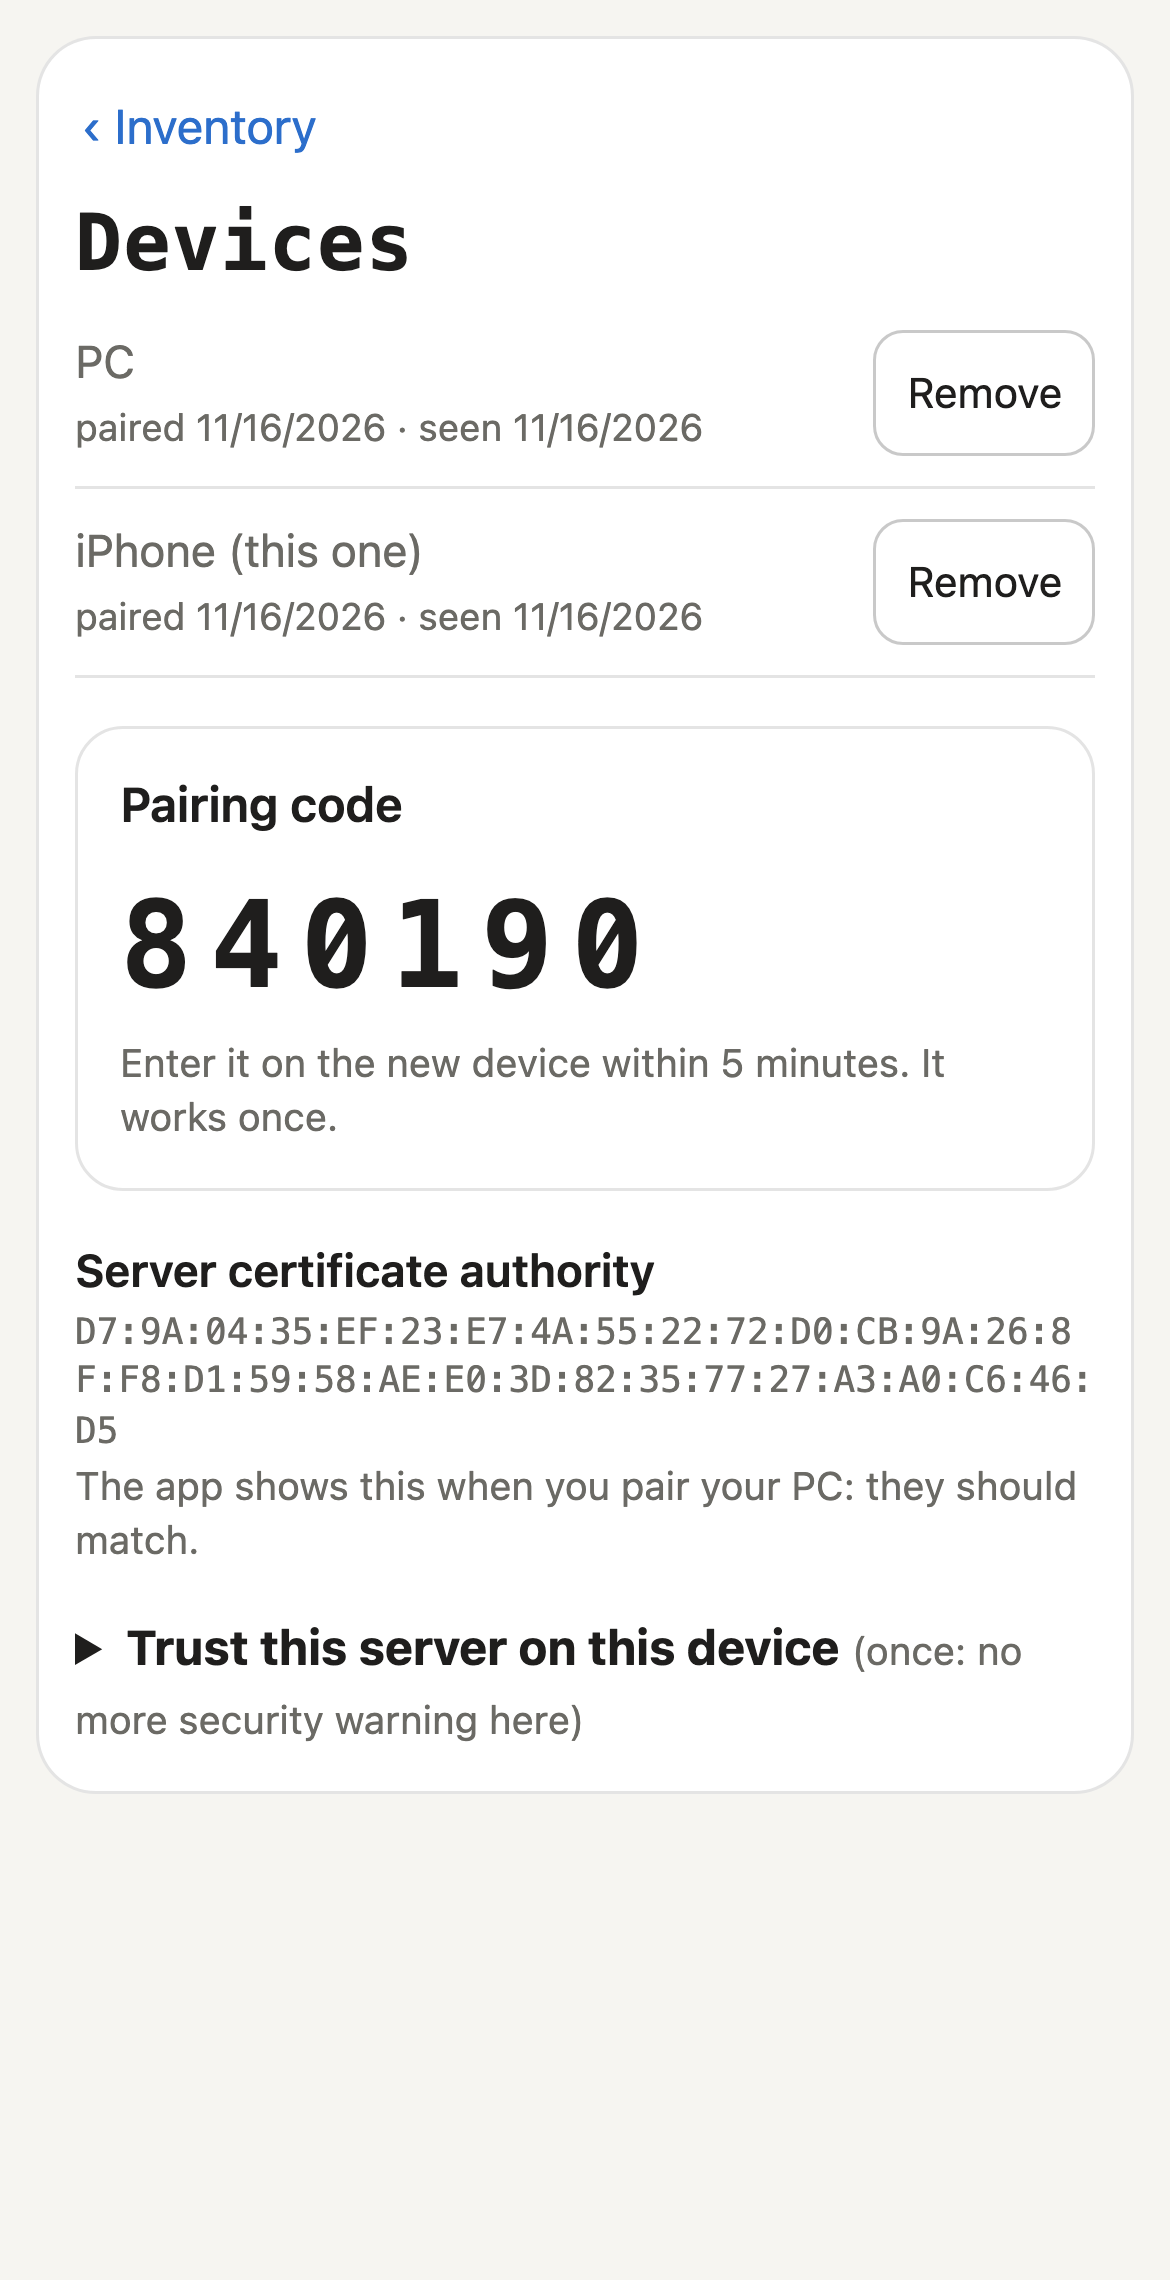 ‹ Inventory
Devices
PC
paired 11/16/2026 · seen 11/16/2026
Remove
iPhone (this one)
paired 11/16/2026 · seen 11/16/2026
Remove
Pairing code
840190
Enter it on the new device within 5 minutes. It
works once.
Server certificate authority
D7:9A:04:35:EF:23:E7:4A:55:22:72:D0:CB:9A:26:8
F:F8:D1:59:58:AE:E0:3D:82:35:77:27:A3:A0:C6:46:
D5
The app shows this when you pair your PC: they should
match.
Trust this server on this device (once: no
more security warning here)